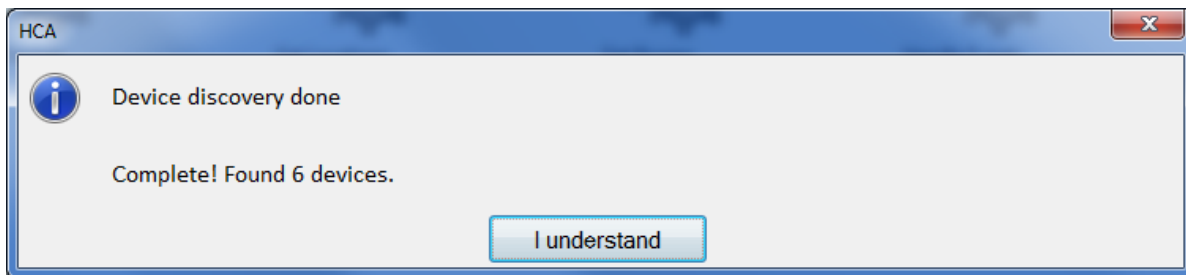 HCA
Device discovery done
Complete! Found 6 devices.
I understand